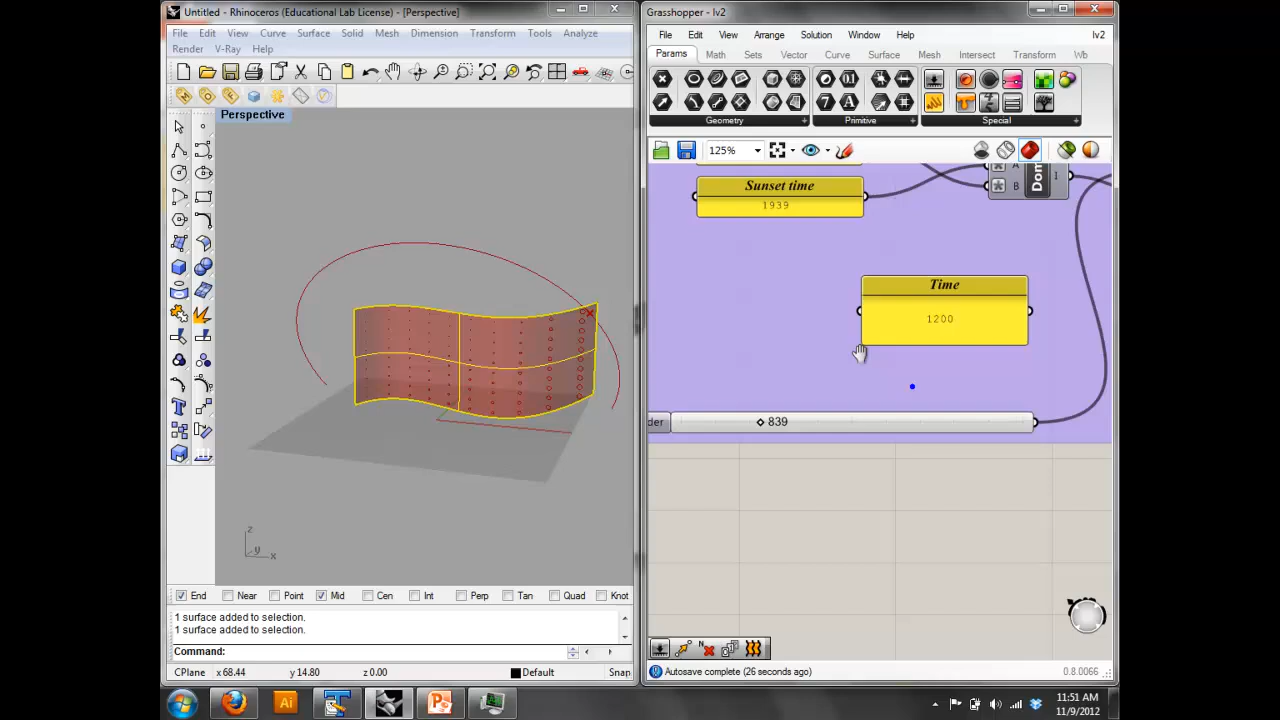 Untitled - Rhinoceros (Educational Lab License) - [Perspective]
File Edit View Curve Surface Solid Mesh Dimension Transform Tools Analyze
Render V-Ray Help
Perspective
z
y
x
End Near Point Mid Cen Int Perp Tan Quad Knot
1 surface added to selection.
1 surface added to selection.
Command:
CPlane x 68.44 y 14.80 z 0.00 Default Snap
Grasshopper - lv2
File Edit View Arrange Solution Window Help lv2
Params Math Sets Vector Curve Surface Mesh Intersect Transform Wb
Geometry Primitive Special
125%
Sunset time
1939
A
B
Dom
I
Time
1200
der
839
Autosave complete (26 seconds ago) 0.8.0066
11:51 AM
11/9/2012